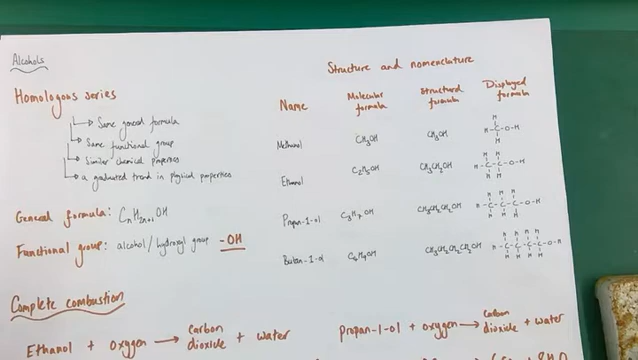 Alcohols
Structure and nomenclature
Homologous series
Same general formula
Same functional group
Similar chemical properties
a graduated trend in physical properties
General formula: CₙH₂ₙ₊₁OH
Functional group: alcohol/hydroxyl group -OH
Name Molecular formula Structural formula Displayed formula
Methanol CH₃OH CH₃OH
Ethanol C₂H₅OH CH₃CH₂OH
Propan-1-ol C₃H₇OH CH₃CH₂CH₂OH
Butan-1-ol C₄H₉OH CH₃CH₂CH₂CH₂OH
Complete combustion
Ethanol + oxygen → Carbon dioxide + water
Propan-1-ol + oxygen → Carbon dioxide + water